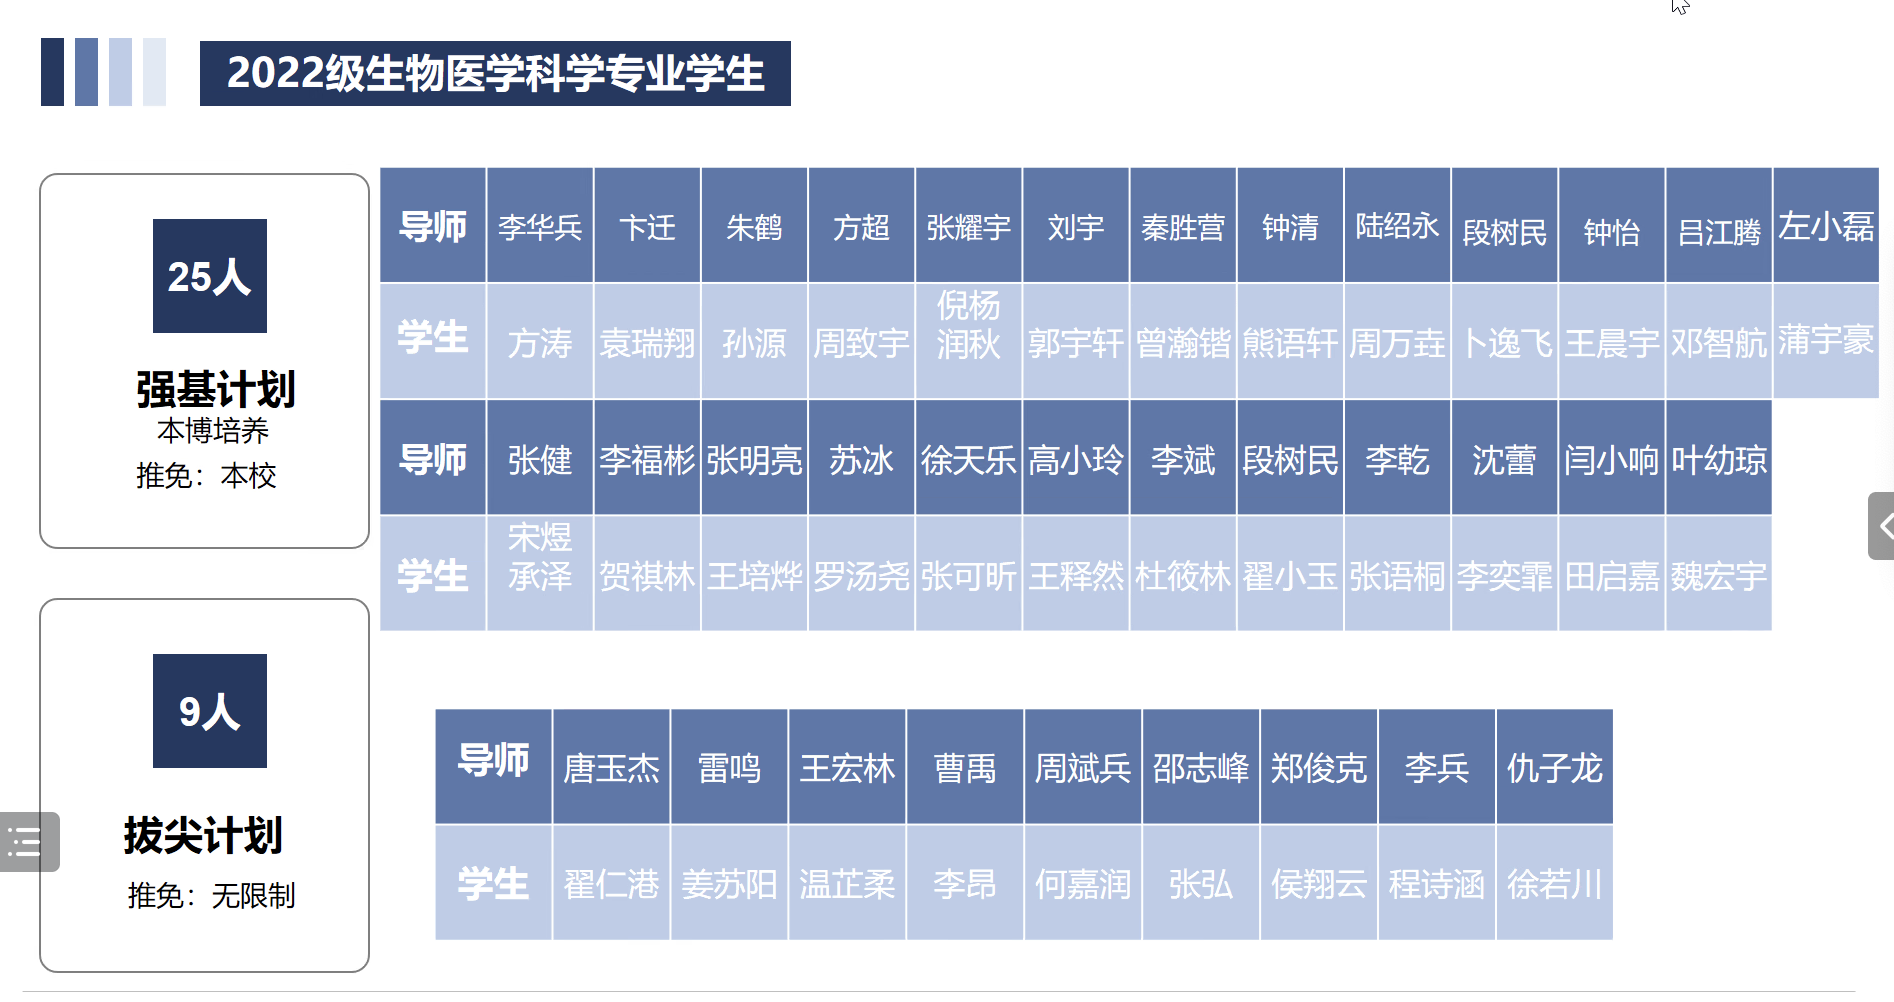 2022级生物医学科学专业学生
25人
强基计划
本博培养
推免：本校
导师 李华兵 卞迁 朱鹤 方超 张耀宇 刘宇 秦胜营 钟清 陆绍永 段树民 钟怡 吕江腾 左小磊
学生 方涛 袁瑞翔 孙源 周致宇 倪杨润秋 郭宇轩 曾瀚锴 熊语轩 周万垚 卜逸飞 王晨宇 邓智航 蒲宇豪
导师 张健 李福彬 张明亮 苏冰 徐天乐 高小玲 李斌 段树民 李乾 沈蕾 闫小响 叶幼琼
学生 宋煜承泽 贺祺林 王培烨 罗汤尧 张可昕 王释然 杜筱林 翟小玉 张语桐 李奕霏 田启嘉 魏宏宇
9人
拔尖计划
推免：无限制
导师 唐玉杰 雷鸣 王宏林 曹禹 周斌兵 邵志峰 郑俊克 李兵 仇子龙
学生 翟仁港 姜苏阳 温芷柔 李昂 何嘉润 张弘 侯翔云 程诗涵 徐若川